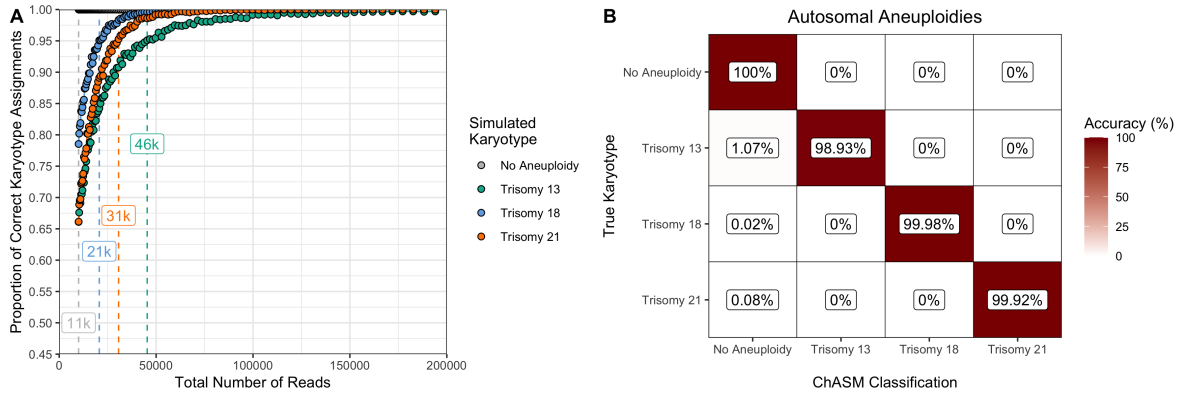 A
Proportion of Correct Karyotype Assignments
1.00
0.95
0.90
0.85
0.80
0.75
0.70
0.65
0.60
0.55
0.50
0.45
46k
31k
21k
11k
0
50000
100000
150000
200000
Total Number of Reads
Simulated
Karyotype
No Aneuploidy
Trisomy 13
Trisomy 18
Trisomy 21
B
Autosomal Aneuploidies
True Karyotype
No Aneuploidy 100% 0% 0% 0%
Trisomy 13 1.07% 98.93% 0% 0%
Trisomy 18 0.02% 0% 99.98% 0%
Trisomy 21 0.08% 0% 0% 99.92%
No Aneuploidy Trisomy 13 Trisomy 18 Trisomy 21
ChASM Classification
Accuracy (%)
100
75
50
25
0